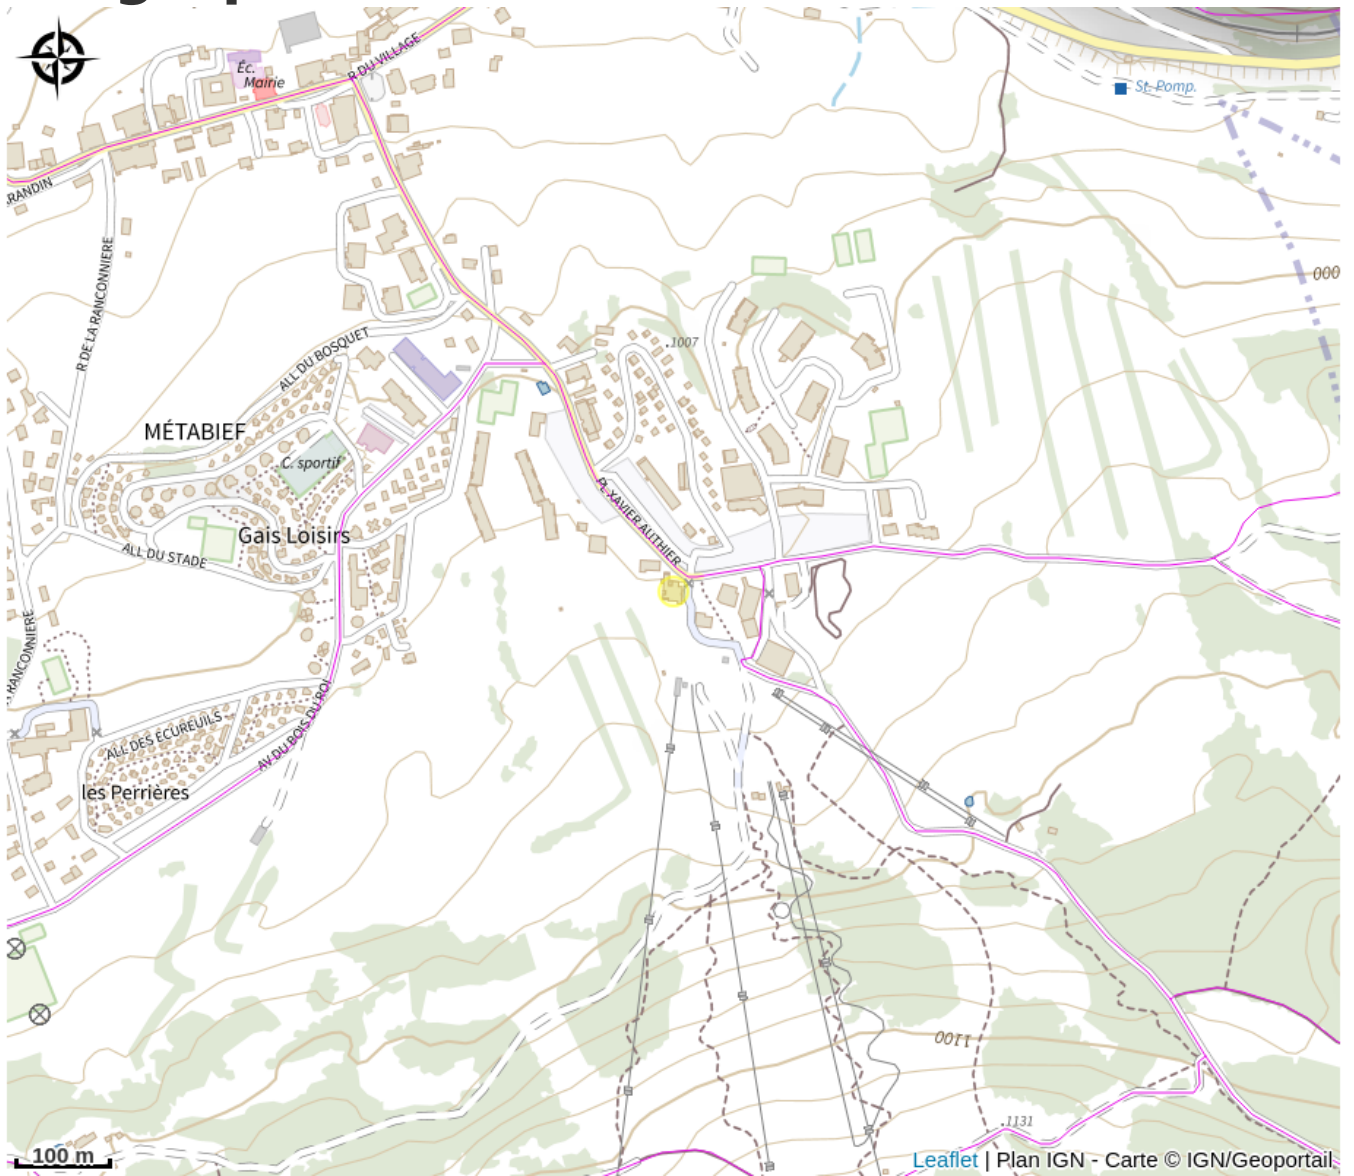 R DU VILLAGE
Éc.
Mairie
St. Pomp.
RANDIN
R DE LA RANCONNIERE
000
.1007
ALL DU BOSQUET
MÉTABIEF
C. sportif
PL XAVIER AUTHIER
Gais Loisirs
ALL DU STADE
RANCONNIERE
ALL DES ECUREUILS
AV DU BOIS DU ROI
les Perrières
1100
.1131
100 m
Leaflet | Plan IGN - Carte © IGN/Geoportail